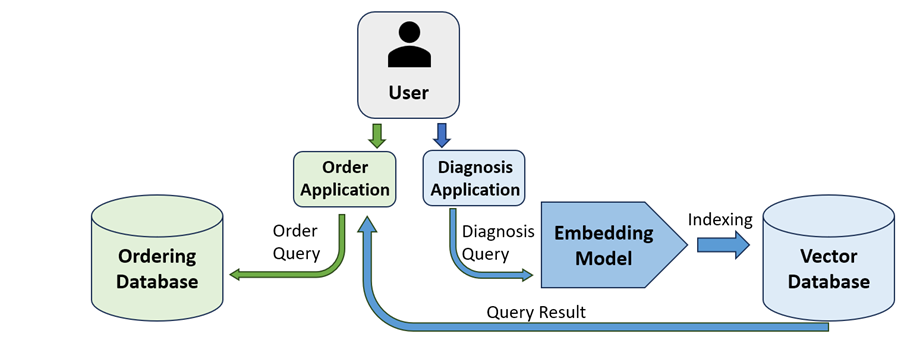 User
Order
Application
Diagnosis
Application
Order
Query
Diagnosis
Query
Embedding
Model
Indexing
Ordering
Database
Vector
Database
Query Result